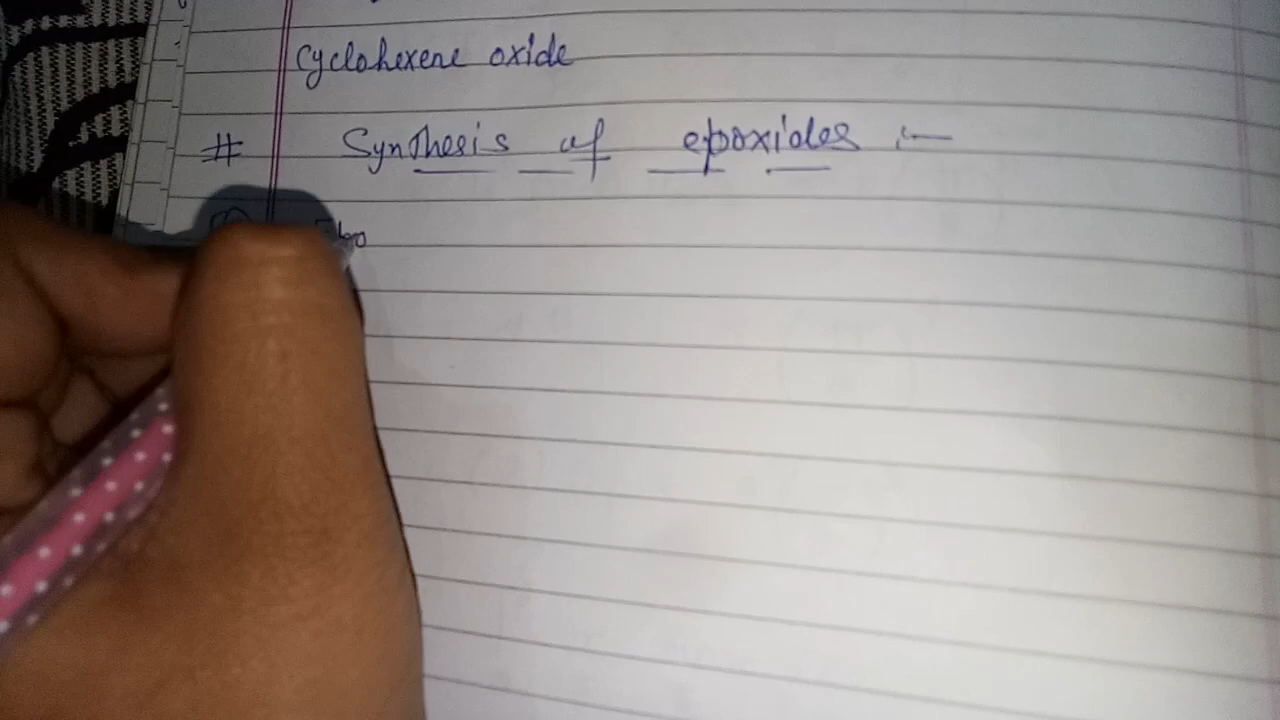 Cyclohexene oxide
# Synthesis of epoxides :-